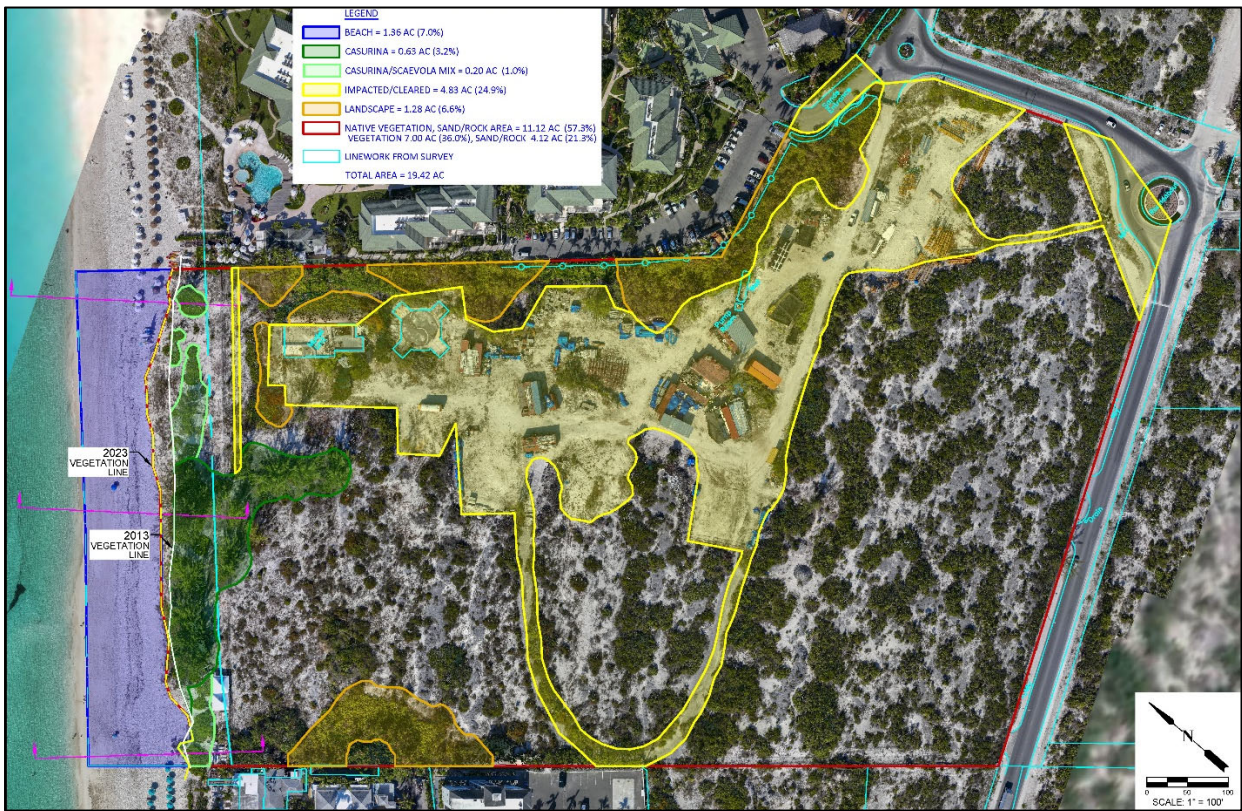 LEGEND
BEACH = 1.36 AC (7.0%)
CASURINA = 0.63 AC (3.2%)
CASURINA/SCAEVOLA MIX = 0.20 AC (1.0%)
IMPACTED/CLEARED = 4.83 AC (24.9%)
LANDSCAPE = 1.28 AC (6.6%)
NATIVE VEGETATION, SAND/ROCK AREA = 11.12 AC (57.3%)
VEGETATION 7.00 AC (36.0%), SAND/ROCK 4.12 AC (21.3%)
LINEWORK FROM SURVEY
TOTAL AREA = 19.42 AC
2023
VEGETATION
LINE
2013
VEGETATION
LINE
N
0 50 100
SCALE: 1" = 100'